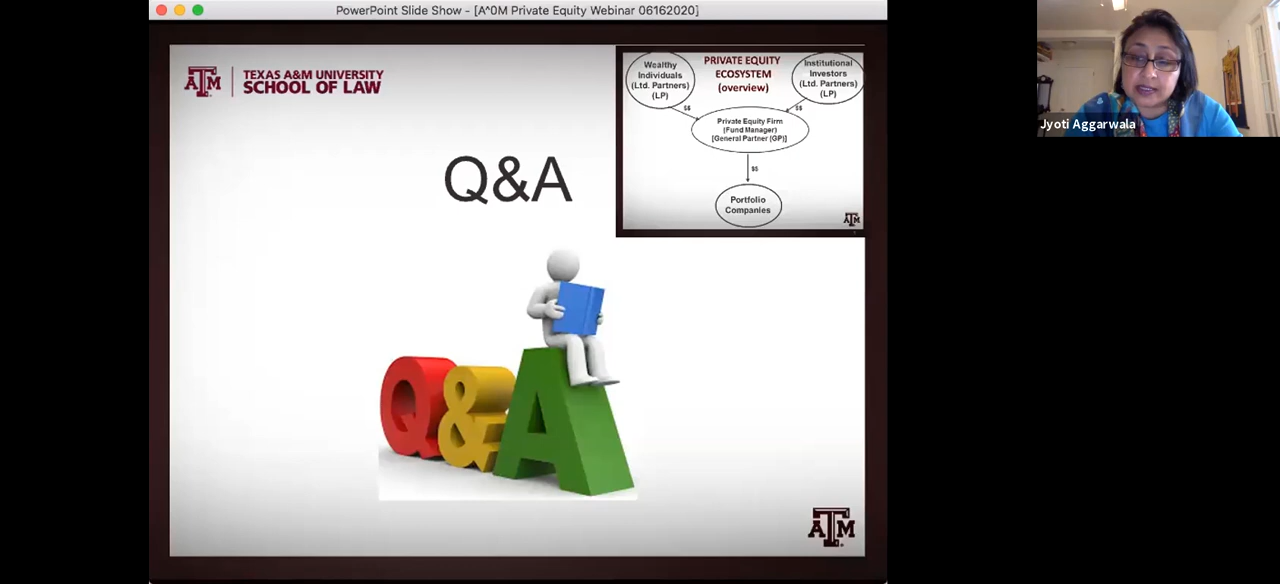 PowerPoint Slide Show - [A^0M Private Equity Webinar 06162020]
TEXAS A&M UNIVERSITY
SCHOOL OF LAW
Q&A
PRIVATE EQUITY
ECOSYSTEM
(overview)
Wealthy
Individuals
(Ltd. Partners)
(LP)
Institutional
Investors
(Ltd. Partners)
(LP)
$$
$$
Private Equity Firm
(Fund Manager)
[General Partner (GP)]
$$
Portfolio
Companies
ATM
Q&A
ATM
Jyoti Aggarwala